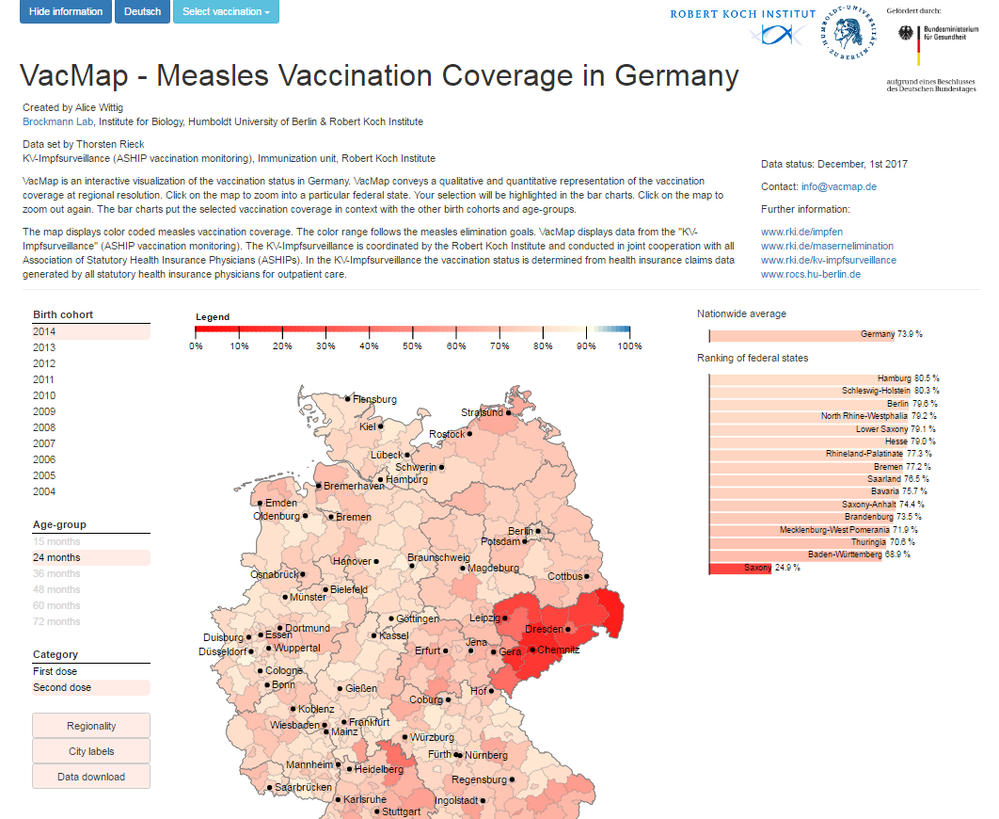 Hide information
Deutsch
Select vaccination
ROBERT KOCH INSTITUT
HUMBOLDT-UNIVERSITÄT ZU BERLIN
Gefördert durch:
Bundesministerium
für Gesundheit
aufgrund eines Beschlusses
des Deutschen Bundestages
VacMap - Measles Vaccination Coverage in Germany
Created by Alice Wittig
Brockmann Lab, Institute for Biology, Humboldt University of Berlin & Robert Koch Institute
Data set by Thorsten Rieck
KV-Impfsurveillance (ASHIP vaccination monitoring), Immunization unit, Robert Koch Institute
VacMap is an interactive visualization of the vaccination status in Germany. VacMap conveys a qualitative and quantitative representation of the vaccination
coverage at regional resolution. Click on the map to zoom into a particular federal state. Your selection will be highlighted in the bar charts. Click on the map to
zoom out again. The bar charts put the selected vaccination coverage in context with the other birth cohorts and age-groups.
The map displays color coded measles vaccination coverage. The color range follows the measles elimination goals. VacMap displays data from the "KV-
Impfsurveillance" (ASHIP vaccination monitoring). The KV-Impfsurveillance is coordinated by the Robert Koch Institute and conducted in joint cooperation with all
Association of Statutory Health Insurance Physicians (ASHIPs). In the KV-Impfsurveillance the vaccination status is determined from health insurance claims data
generated by all statutory health insurance physicians for outpatient care.
Data status: December, 1st 2017
Contact: info@vacmap.de
Further information:
www.rki.de/impfen
www.rki.de/masernelimination
www.rki.de/kv-impfsurveillance
www.rocs.hu-berlin.de
Birth cohort
2014
2013
2012
2011
2010
2009
2008
2007
2006
2005
2004
Age-group
15 months
24 months
36 months
48 months
60 months
72 months
Category
First dose
Second dose
Regionality
City labels
Data download
Legend
0% 10% 20% 30% 40% 50% 60% 70% 80% 90% 100%
Flensburg
Stralsund
Kiel
Rostock
Lübeck
Schwerin
Hamburg
Bremerhaven
Emden
Oldenburg
Bremen
Berlin
Potsdam
Hanover
Braunschweig
Magdeburg
Osnabrück
Cottbus
Bielefeld
Münster
Göttingen
Leipzig
Dortmund
Dresden
Duisburg
Essen
Kassel
Jena
Düsseldorf
Wuppertal
Erfurt
Gera
Chemnitz
Cologne
Bonn
Gießen
Hof
Coburg
Koblenz
Wiesbaden
Frankfurt
Mainz
Würzburg
Fürth
Nürnberg
Mannheim
Heidelberg
Regensburg
Saarbrücken
Karlsruhe
Ingolstadt
Stuttgart
Nationwide average
Germany 73.9 %
Ranking of federal states
Hamburg 80.5 %
Schleswig-Holstein 80.3 %
Berlin 79.6 %
North Rhine-Westphalia 79.2 %
Lower Saxony 79.1 %
Hesse 79.0 %
Rhineland-Palatinate 77.3 %
Bremen 77.2 %
Saarland 76.5 %
Bavaria 75.7 %
Saxony-Anhalt 74.4 %
Brandenburg 73.5 %
Mecklenburg-West Pomerania 71.9 %
Thuringia 70.6 %
Baden-Württemberg 68.9 %
Saxony 24.9 %